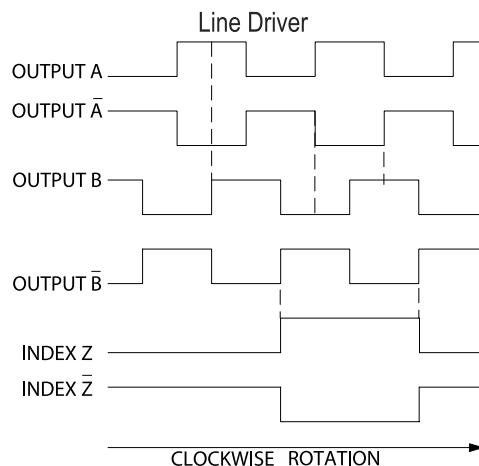 Line Driver
OUTPUT A
OUTPUT A̅
OUTPUT B
OUTPUT B̅
INDEX Z
INDEX Z̅
CLOCKWISE ROTATION